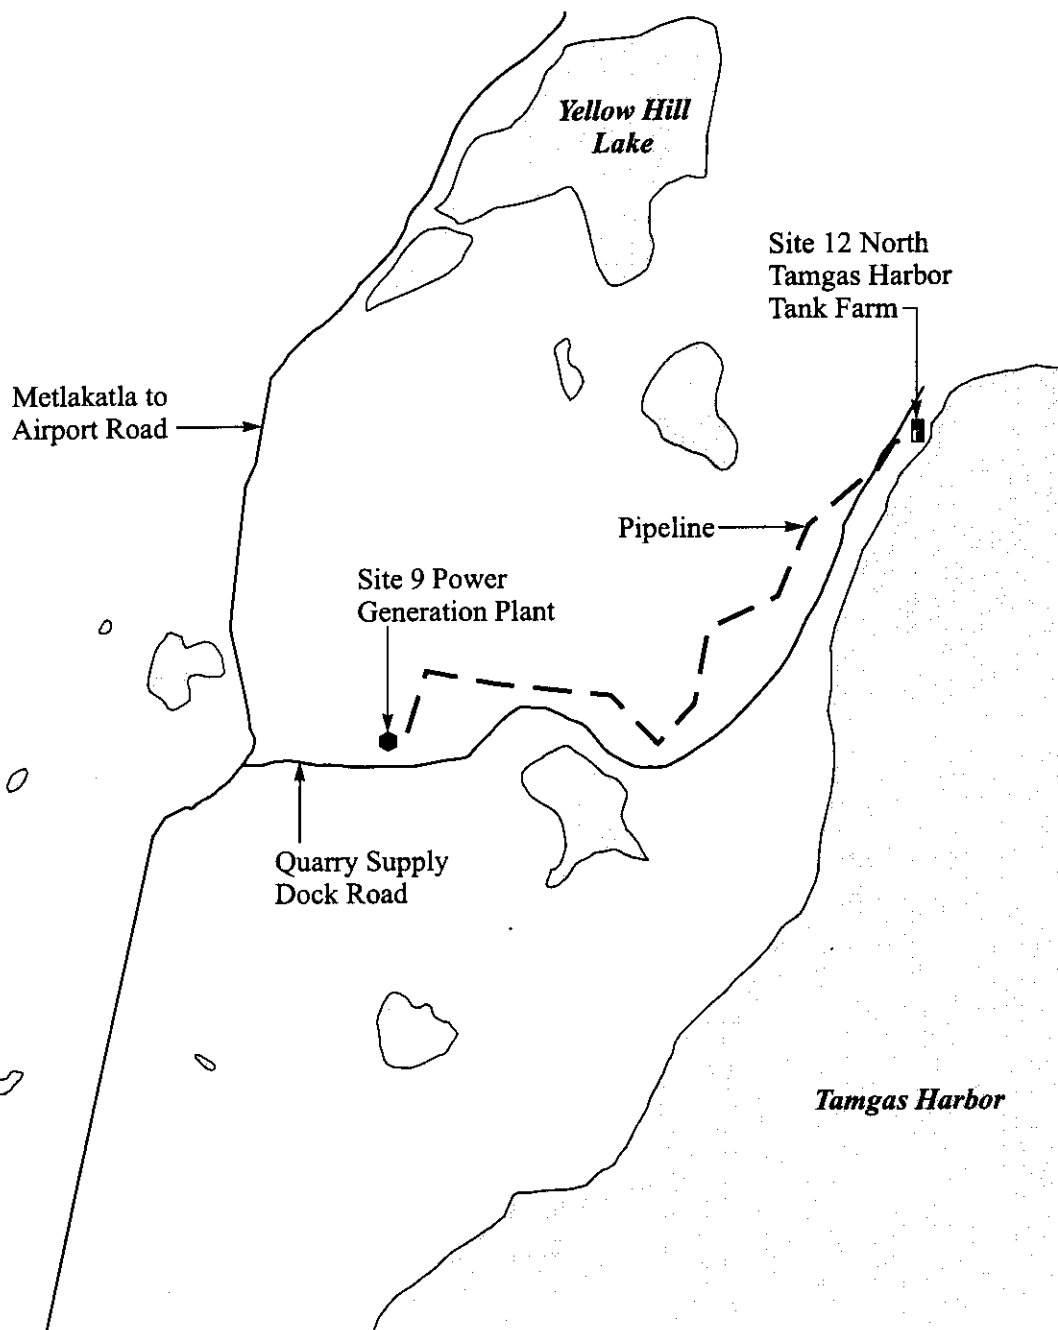 Yellow Hill
Lake
Site 12 North
Tamgas Harbor
Tank Farm
Metlakatla to
Airport Road
Pipeline
Site 9 Power
Generation Plant
Quarry Supply
Dock Road
Tamgas Harbor